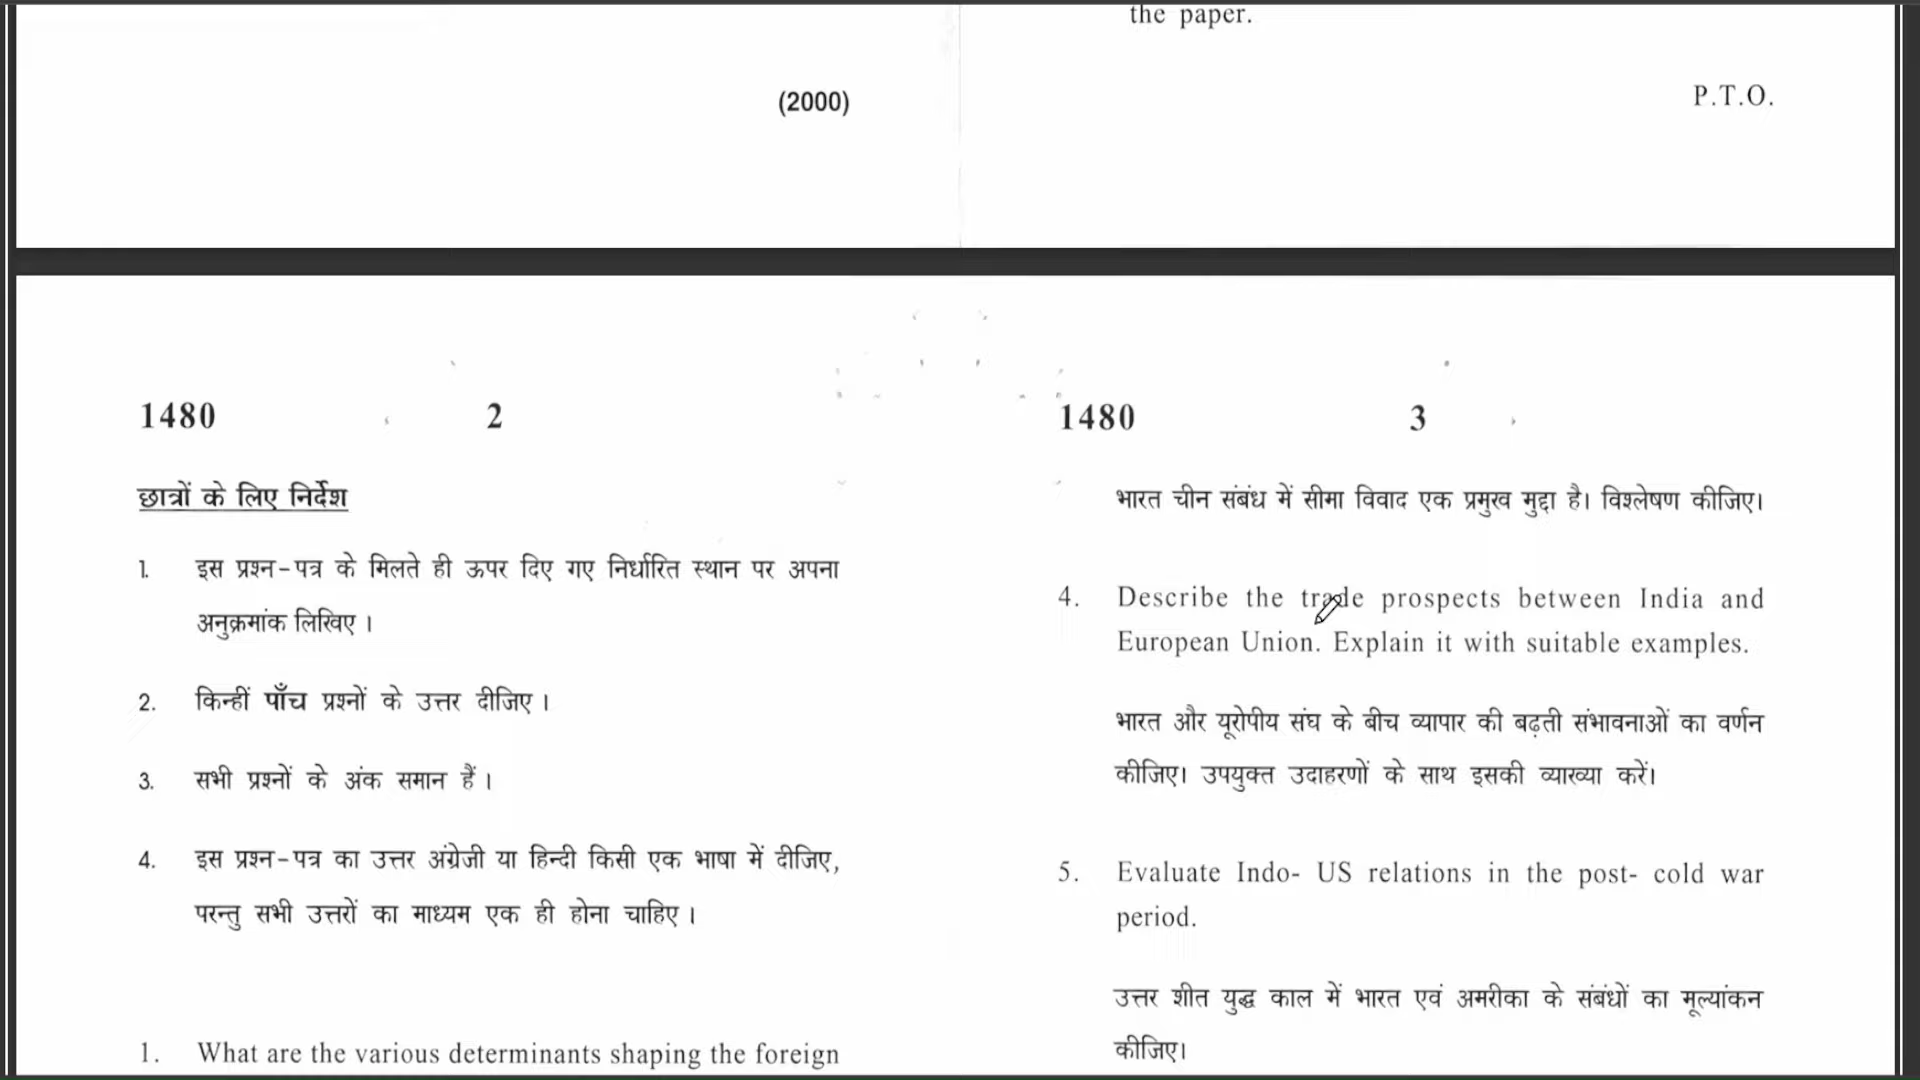 the paper.
(2000)
P.T.O.
1480 2
छात्रों के लिए निर्देश
1. इस प्रश्न-पत्र के मिलते ही ऊपर दिए गए निर्धारित स्थान पर अपना
अनुक्रमांक लिखिए ।
2. किन्हीं पाँच प्रश्नों के उत्तर दीजिए ।
3. सभी प्रश्नों के अंक समान हैं ।
4. इस प्रश्न-पत्र का उत्तर अंग्रेजी या हिन्दी किसी एक भाषा में दीजिए,
परन्तु सभी उत्तरों का माध्यम एक ही होना चाहिए ।
1. What are the various determinants shaping the foreign
1480 3
भारत चीन संबंध में सीमा विवाद एक प्रमुख मुद्दा है। विश्लेषण कीजिए।
4. Describe the trade prospects between India and
European Union. Explain it with suitable examples.
भारत और यूरोपीय संघ के बीच व्यापार की बढ़ती संभावनाओं का वर्णन
कीजिए। उपयुक्त उदाहरणों के साथ इसकी व्याख्या करें।
5. Evaluate Indo- US relations in the post- cold war
period.
उत्तर शीत युद्ध काल में भारत एवं अमरीका के संबंधों का मूल्यांकन
कीजिए।